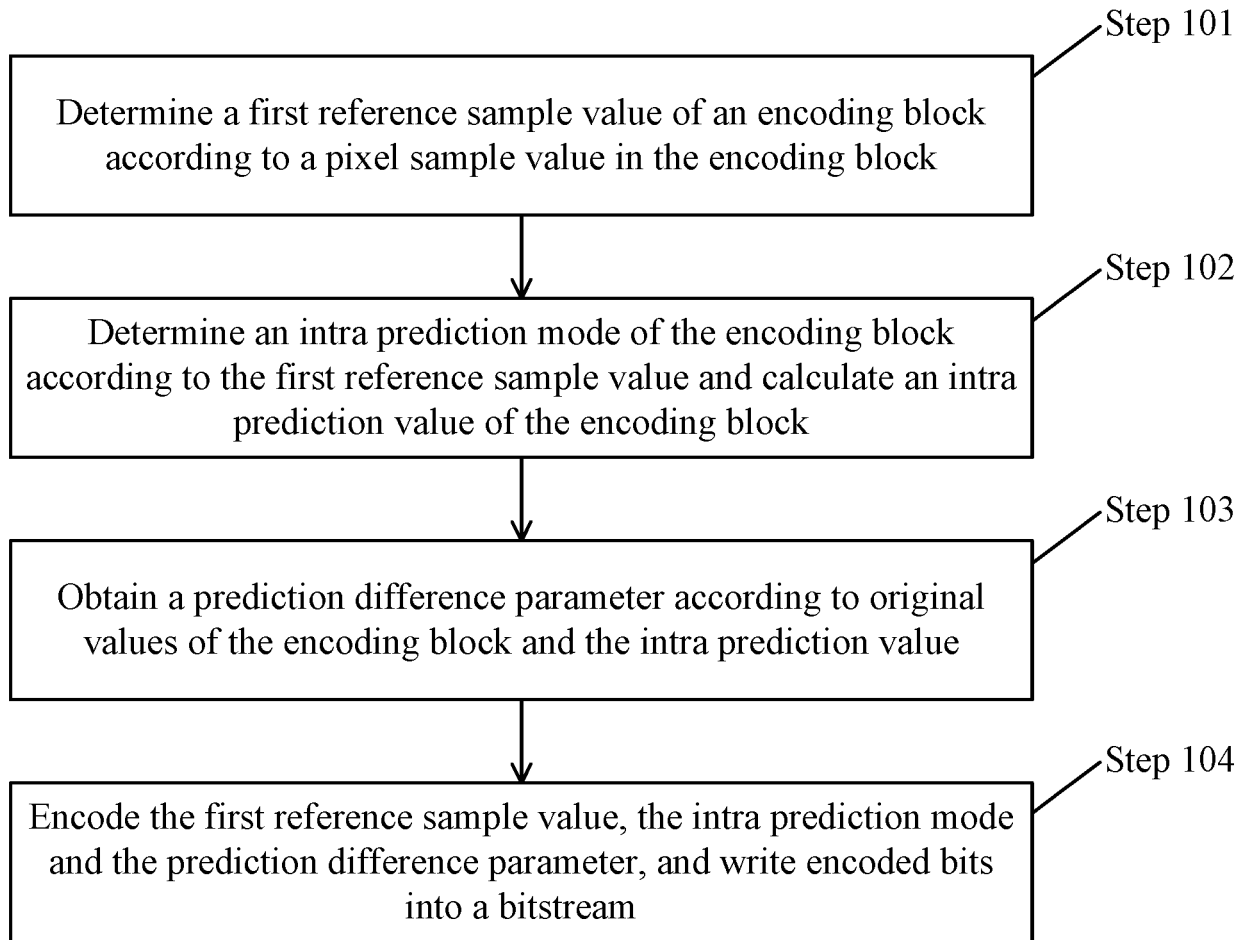 Step 101
Determine a first reference sample value of an encoding block
according to a pixel sample value in the encoding block
Step 102
Determine an intra prediction mode of the encoding block
according to the first reference sample value and calculate an intra
prediction value of the encoding block
Step 103
Obtain a prediction difference parameter according to original
values of the encoding block and the intra prediction value
Step 104
Encode the first reference sample value, the intra prediction mode
and the prediction difference parameter, and write encoded bits
into a bitstream